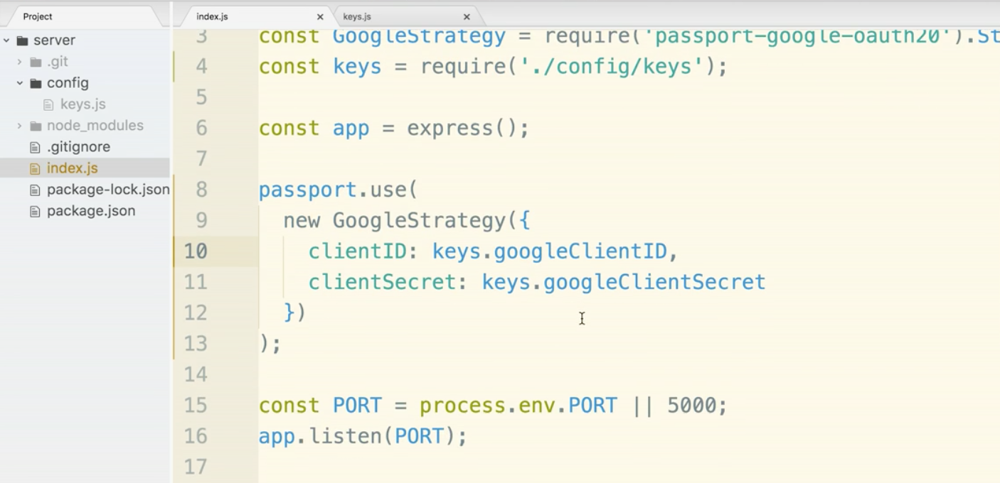 Project
index.js
keys.js
server
.git
config
keys.js
node_modules
.gitignore
index.js
package-lock.json
package.json
3 const GoogleStrategy = require('passport-google-oauth20').St
4 const keys = require('./config/keys');
5
6 const app = express();
7
8 passport.use(
9   new GoogleStrategy({
10     clientID: keys.googleClientID,
11     clientSecret: keys.googleClientSecret
12   })
13 );
14
15 const PORT = process.env.PORT || 5000;
16 app.listen(PORT);
17